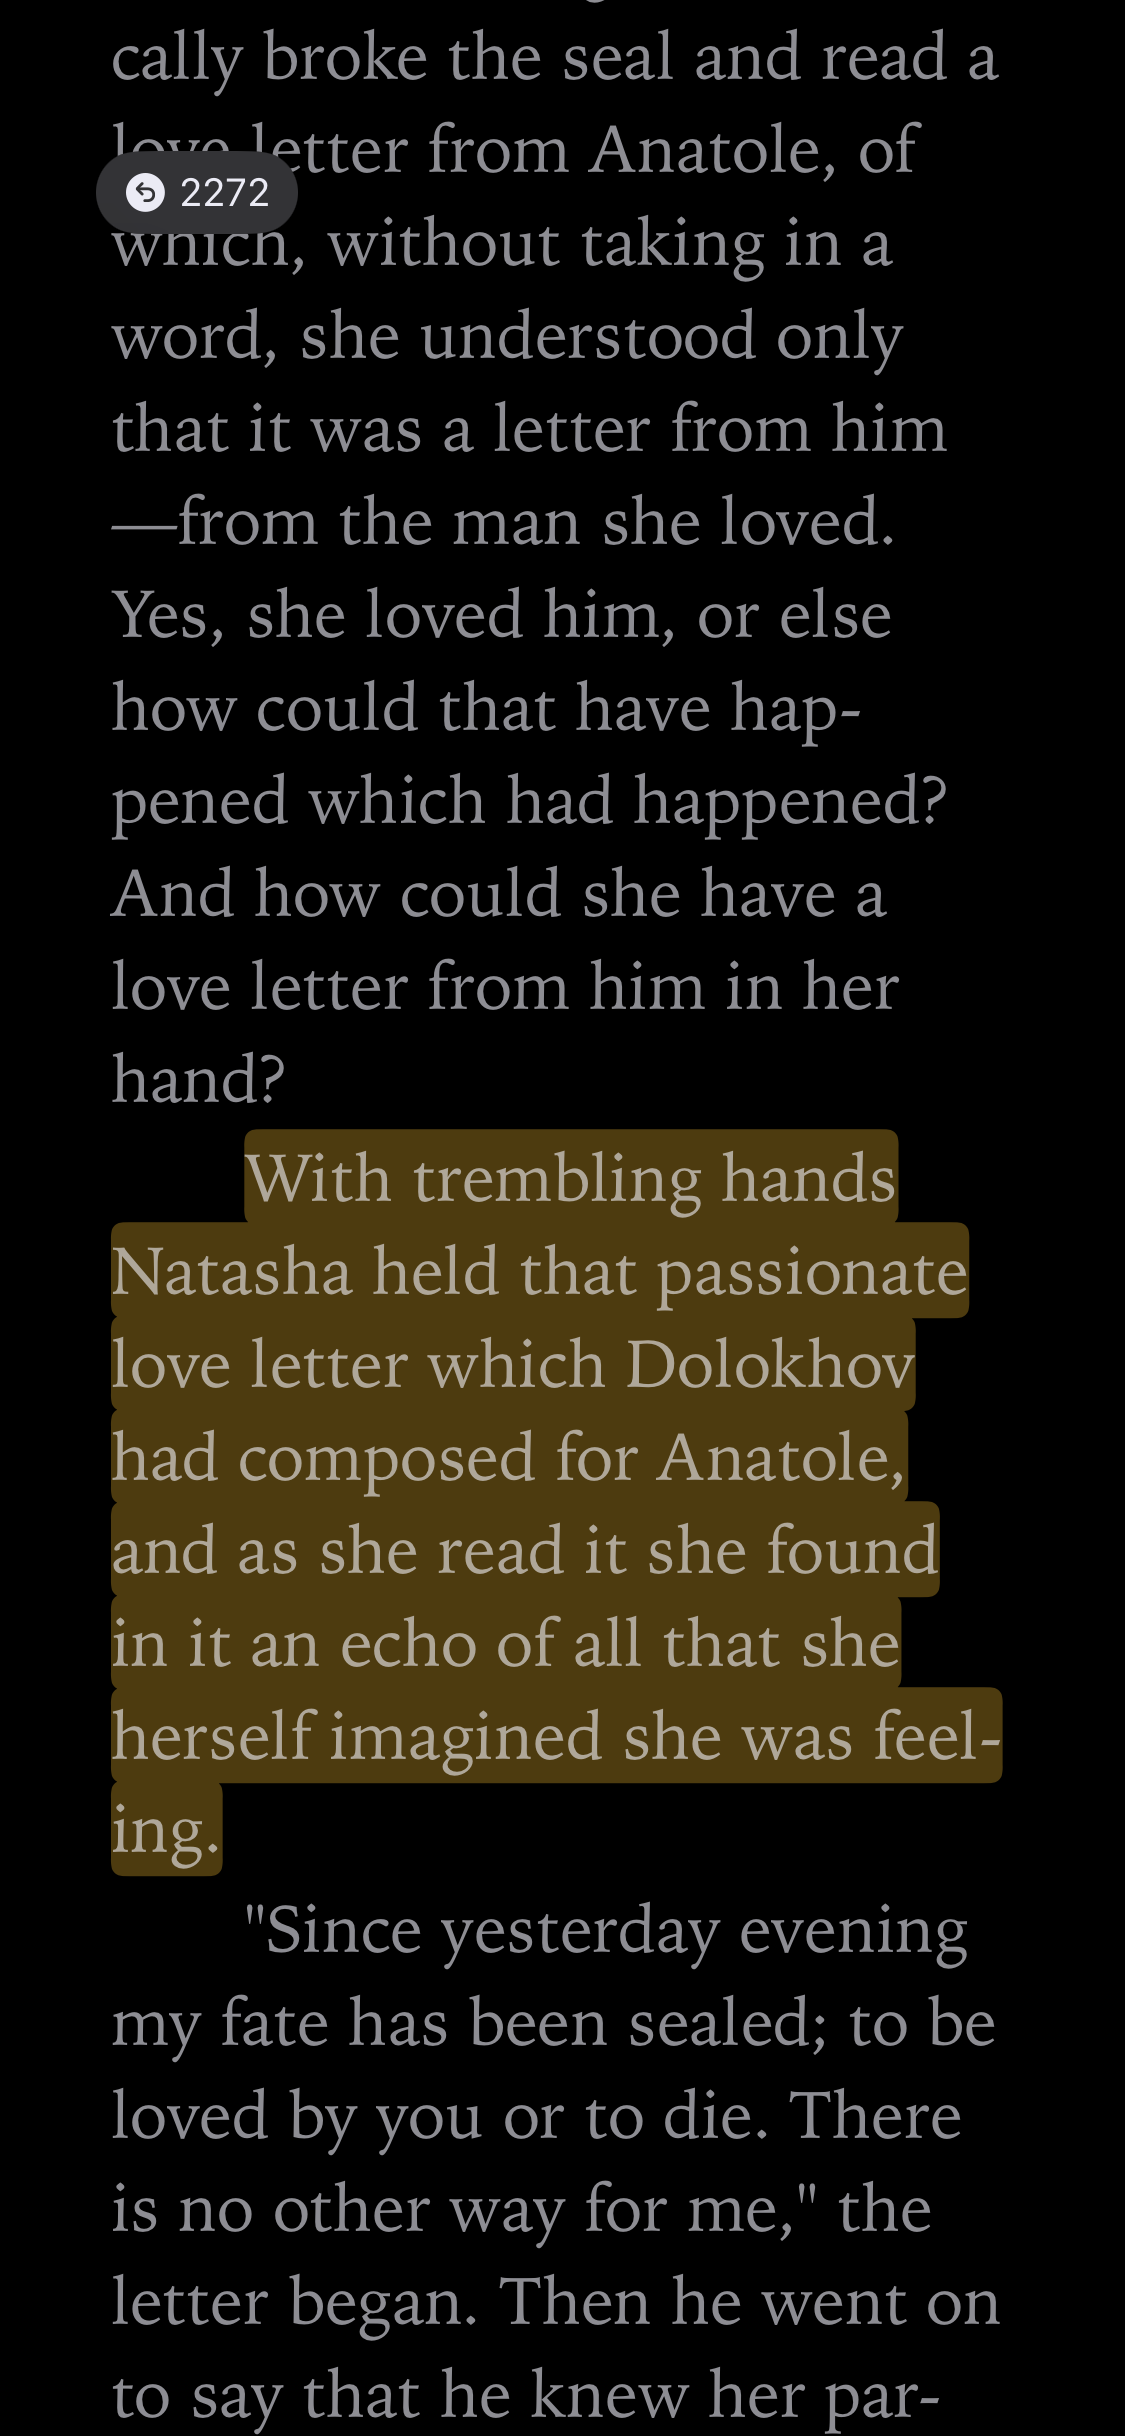 cally broke the seal and read a
love letter from Anatole, of
2272
which, without taking in a
word, she understood only
that it was a letter from him
—from the man she loved.
Yes, she loved him, or else
how could that have hap-
pened which had happened?
And how could she have a
love letter from him in her
hand?
With trembling hands
Natasha held that passionate
love letter which Dolokhov
had composed for Anatole,
and as she read it she found
in it an echo of all that she
herself imagined she was feel-
ing.
"Since yesterday evening
my fate has been sealed; to be
loved by you or to die. There
is no other way for me," the
letter began. Then he went on
to say that he knew her par-